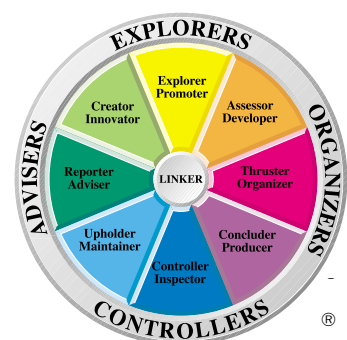 EXPLORERS
Explorer
Promoter
Creator
Innovator
Assessor
Developer
ADVISERS
ORGANIZERS
Reporter
Adviser
LINKER
Thruster
Organizer
Upholder
Maintainer
Concluder
Producer
Controller
Inspector
CONTROLLERS
®